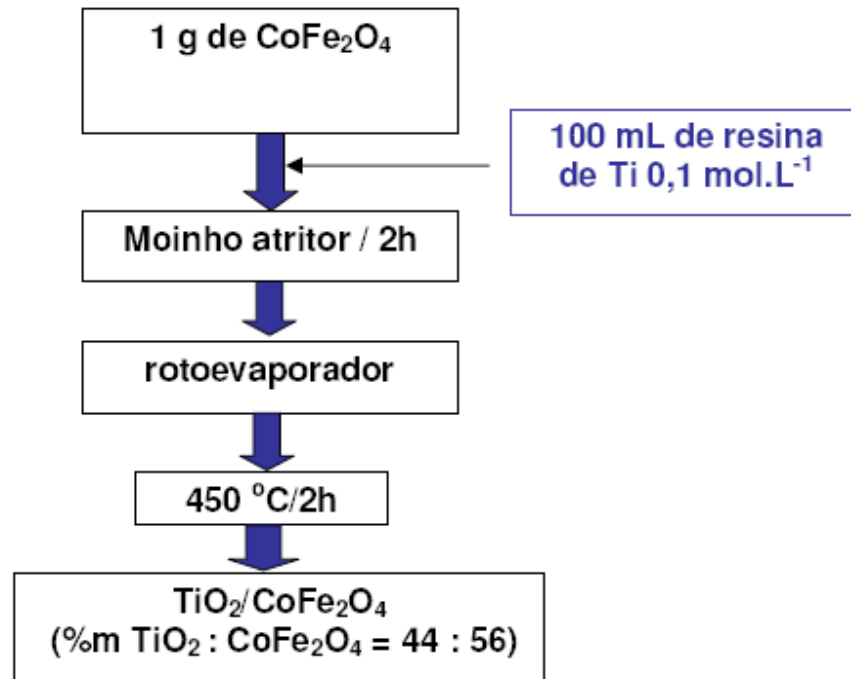 1 g de CoFe₂O₄
100 mL de resina
de Ti 0,1 mol.L⁻¹
Moinho atritor / 2h
rotoevaporador
450 ºC/2h
TiO₂/CoFe₂O₄
(%m TiO₂ : CoFe₂O₄ = 44 : 56)